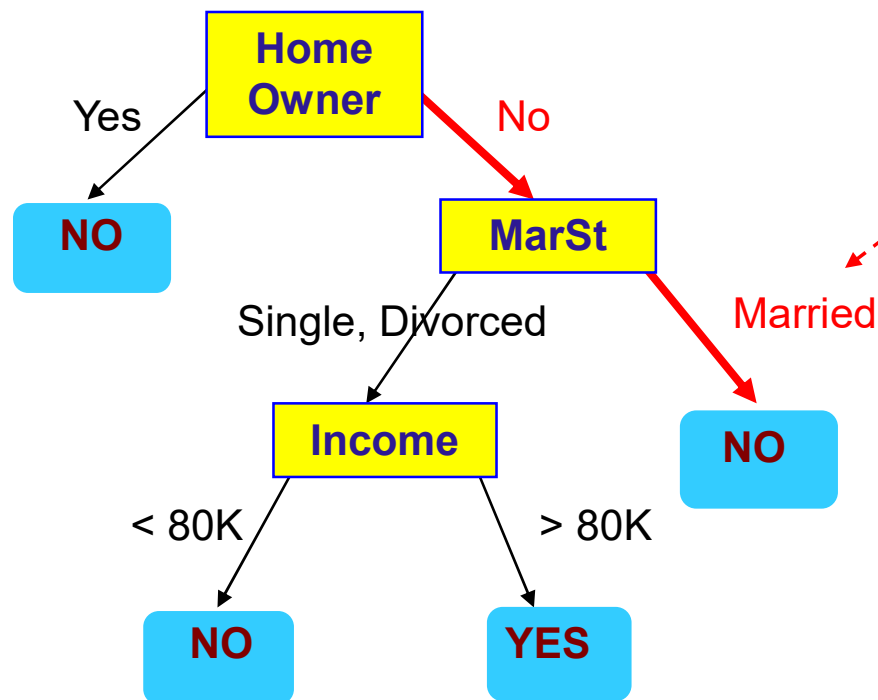 Home
Owner
Yes
No
NO
MarSt
Single, Divorced
Married
Income
NO
< 80K
> 80K
NO
YES